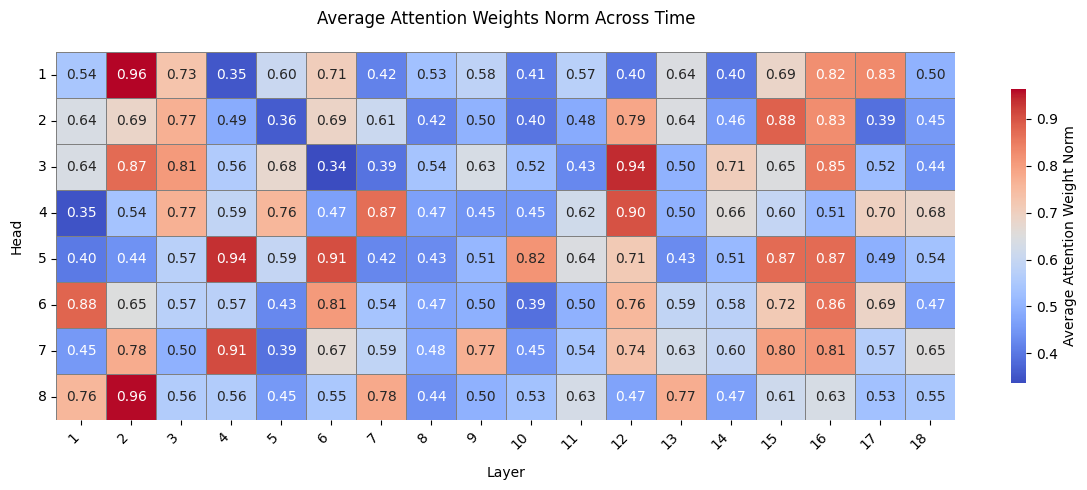 Average Attention Weights Norm Across Time
Head
1 0.54 0.96 0.73 0.35 0.60 0.71 0.42 0.53 0.58 0.41 0.57 0.40 0.64 0.40 0.69 0.82 0.83 0.50
2 0.64 0.69 0.77 0.49 0.36 0.69 0.61 0.42 0.50 0.40 0.48 0.79 0.64 0.46 0.88 0.83 0.39 0.45
3 0.64 0.87 0.81 0.56 0.68 0.34 0.39 0.54 0.63 0.52 0.43 0.94 0.50 0.71 0.65 0.85 0.52 0.44
4 0.35 0.54 0.77 0.59 0.76 0.47 0.87 0.47 0.45 0.45 0.62 0.90 0.50 0.66 0.60 0.51 0.70 0.68
5 0.40 0.44 0.57 0.94 0.59 0.91 0.42 0.43 0.51 0.82 0.64 0.71 0.43 0.51 0.87 0.87 0.49 0.54
6 0.88 0.65 0.57 0.57 0.43 0.81 0.54 0.47 0.50 0.39 0.50 0.76 0.59 0.58 0.72 0.86 0.69 0.47
7 0.45 0.78 0.50 0.91 0.39 0.67 0.59 0.48 0.77 0.45 0.54 0.74 0.63 0.60 0.80 0.81 0.57 0.65
8 0.76 0.96 0.56 0.56 0.45 0.55 0.78 0.44 0.50 0.53 0.63 0.47 0.77 0.47 0.61 0.63 0.53 0.55
1 2 3 4 5 6 7 8 9 10 11 12 13 14 15 16 17 18
Layer
0.9
0.8
0.7
0.6
0.5
0.4
Average Attention Weight Norm